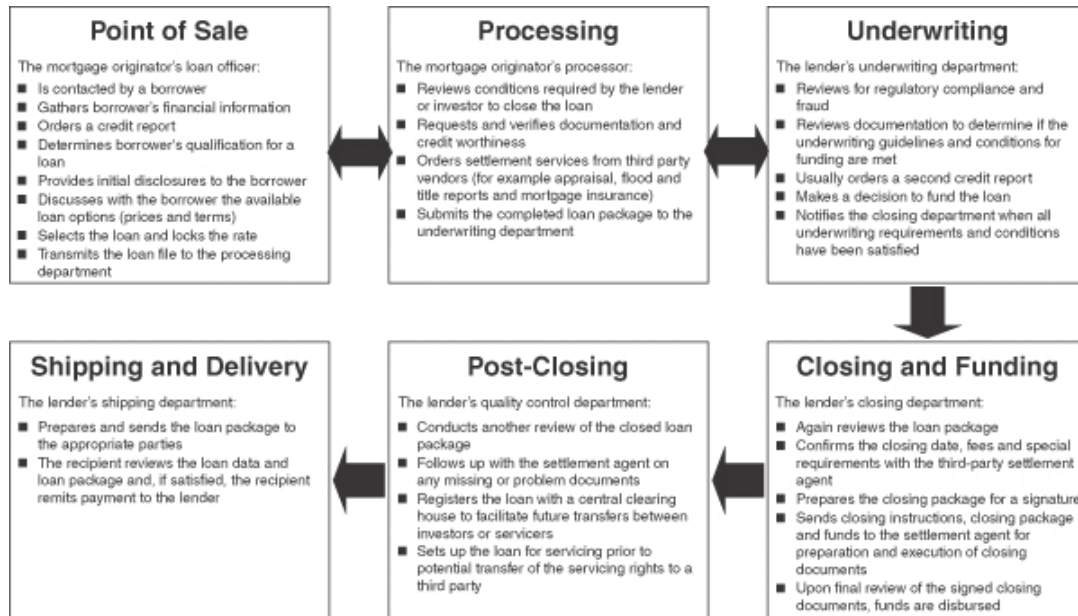 Point of Sale
The mortgage originator's loan officer:
■ Is contacted by a borrower
■ Gathers borrower's financial information
■ Orders a credit report
■ Determines borrower's qualification for a
loan
■ Provides initial disclosures to the borrower
■ Discusses with the borrower the available
loan options (prices and terms)
■ Selects the loan and locks the rate
■ Transmits the loan file to the processing
department
Processing
The mortgage originator's processor:
■ Reviews conditions required by the lender
or investor to close the loan
■ Requests and verifies documentation and
credit worthiness
■ Orders settlement services from third party
vendors (for example appraisal, flood and
title reports and mortgage insurance)
■ Submits the completed loan package to the
underwriting department
Underwriting
The lender's underwriting department:
■ Reviews for regulatory compliance and
fraud
■ Reviews documentation to determine if the
underwriting guidelines and conditions for
funding are met
■ Usually orders a second credit report
■ Makes a decision to fund the loan
■ Notifies the closing department when all
underwriting requirements and conditions
have been satisfied
Shipping and Delivery
The lender's shipping department:
■ Prepares and sends the loan package to
the appropriate parties
■ The recipient reviews the loan data and
loan package and, if satisfied, the recipient
remits payment to the lender
Post-Closing
The lender's quality control department:
■ Conducts another review of the closed loan
package
■ Follows up with the settlement agent on
any missing or problem documents
■ Registers the loan with a central clearing
house to facilitate future transfers between
investors or servicers
■ Sets up the loan for servicing prior to
potential transfer of the servicing rights to a
third party
Closing and Funding
The lender's closing department:
■ Again reviews the loan package
■ Confirms the closing date, fees and special
requirements with the third-party settlement
agent
■ Prepares the closing package for a signature
■ Sends closing instructions, closing package
and funds to the settlement agent for
preparation and execution of closing
documents
■ Upon final review of the signed closing
documents, funds are disbursed